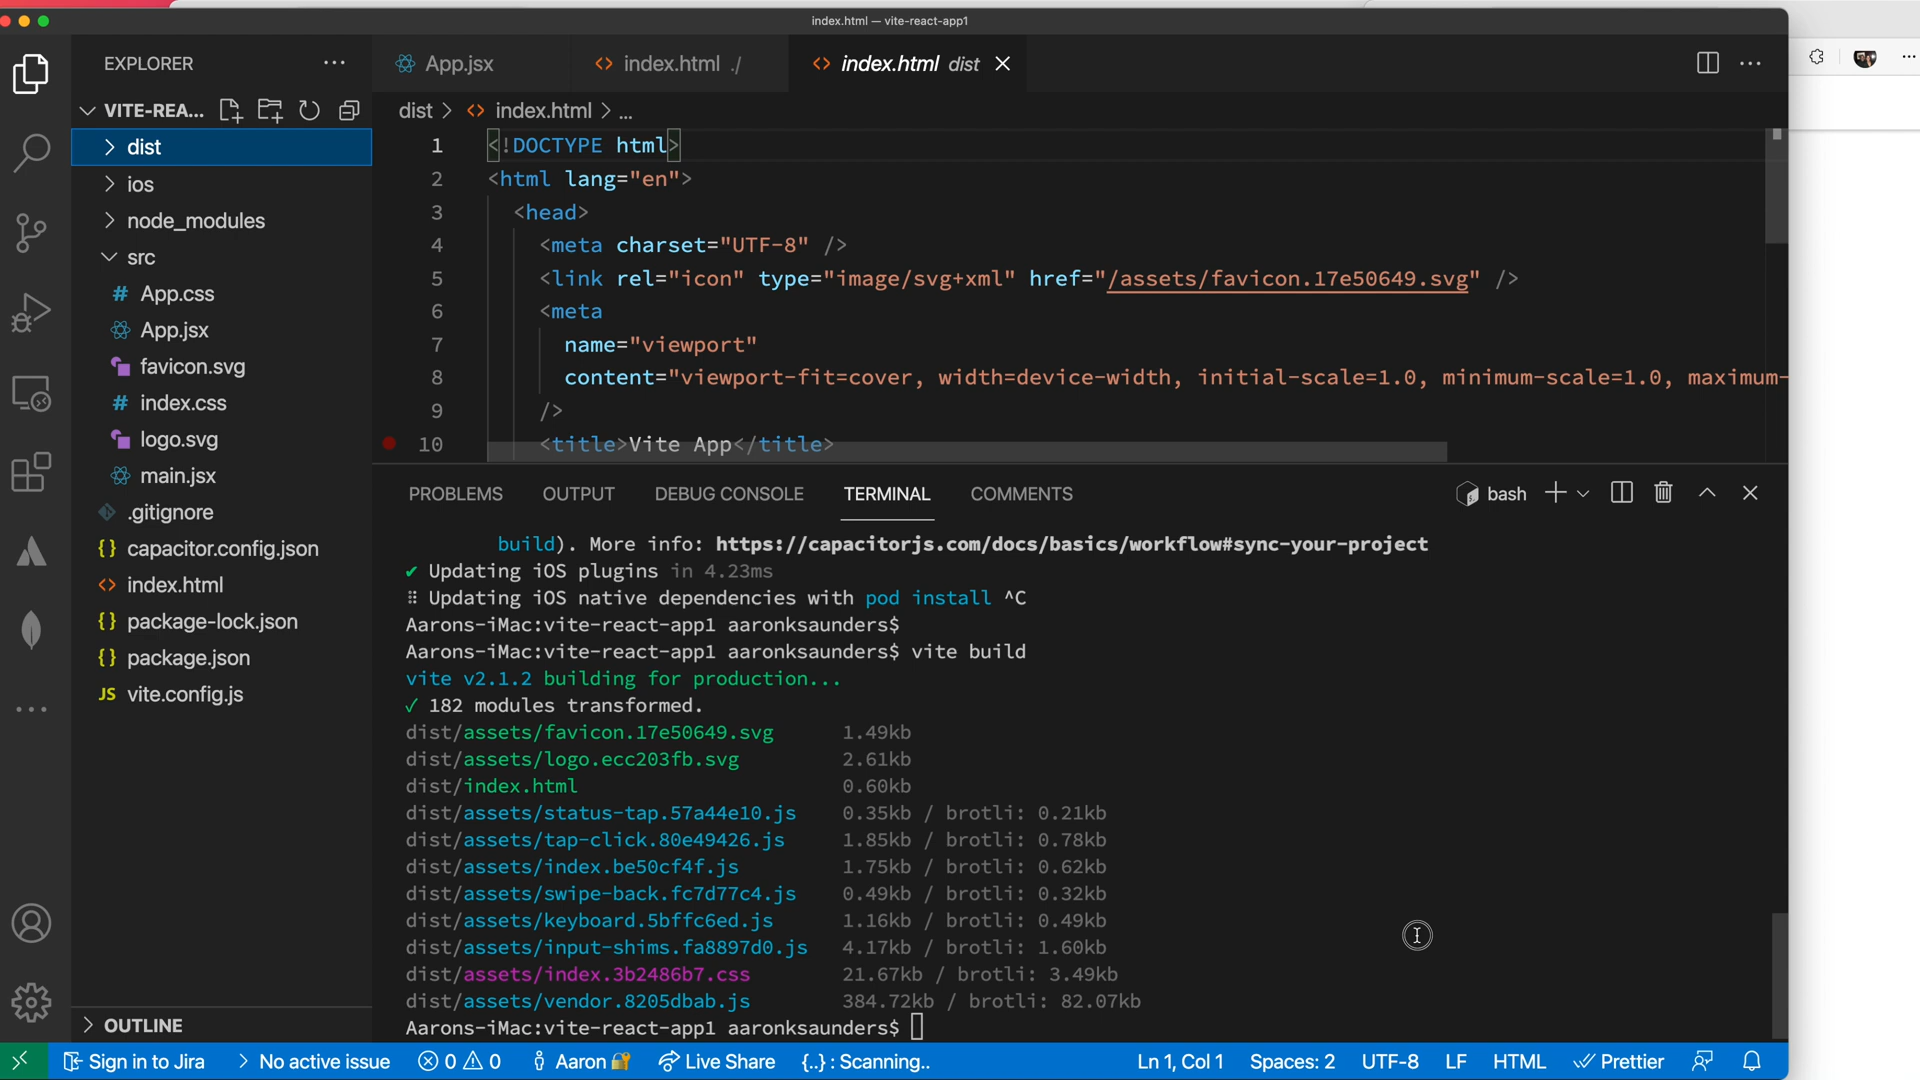 index.html — vite-react-app1
EXPLORER
App.jsx
index.html ./
index.html dist
VITE-REA...
dist > index.html > ...
dist
ios
node_modules
src
App.css
App.jsx
favicon.svg
index.css
logo.svg
main.jsx
.gitignore
capacitor.config.json
index.html
package-lock.json
package.json
JS vite.config.js
OUTLINE
1 <!DOCTYPE html>
2 <html lang="en">
3 <head>
4 <meta charset="UTF-8" />
5 <link rel="icon" type="image/svg+xml" href="/assets/favicon.17e50649.svg" />
6 <meta
7 name="viewport"
8 content="viewport-fit=cover, width=device-width, initial-scale=1.0, minimum-scale=1.0, maximum-
9 />
10 <title>Vite App</title>
PROBLEMS OUTPUT DEBUG CONSOLE TERMINAL COMMENTS
bash
build). More info: https://capacitorjs.com/docs/basics/workflow#sync-your-project
✔ Updating iOS plugins in 4.23ms
⠿ Updating iOS native dependencies with pod install ^C
Aarons-iMac:vite-react-app1 aaronksaunders$
Aarons-iMac:vite-react-app1 aaronksaunders$ vite build
vite v2.1.2 building for production...
✓ 182 modules transformed.
dist/assets/favicon.17e50649.svg 1.49kb
dist/assets/logo.ecc203fb.svg 2.61kb
dist/index.html 0.60kb
dist/assets/status-tap.57a44e10.js 0.35kb / brotli: 0.21kb
dist/assets/tap-click.80e49426.js 1.85kb / brotli: 0.78kb
dist/assets/index.be50cf4f.js 1.75kb / brotli: 0.62kb
dist/assets/swipe-back.fc7d77c4.js 0.49kb / brotli: 0.32kb
dist/assets/keyboard.5bffc6ed.js 1.16kb / brotli: 0.49kb
dist/assets/input-shims.fa8897d0.js 4.17kb / brotli: 1.60kb
dist/assets/index.3b2486b7.css 21.67kb / brotli: 3.49kb
dist/assets/vendor.8205dbab.js 384.72kb / brotli: 82.07kb
Aarons-iMac:vite-react-app1 aaronksaunders$
Sign in to Jira > No active issue 0 0 Aaron Live Share {..} : Scanning.. Ln 1, Col 1 Spaces: 2 UTF-8 LF HTML Prettier